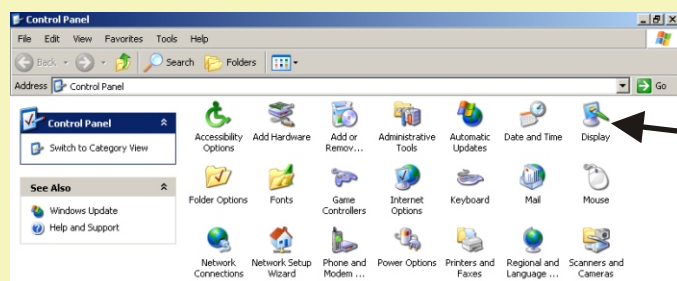 Control Panel
File Edit View Favorites Tools Help
Back Search Folders
Address Control Panel Go
Control Panel
Switch to Category View
See Also
Windows Update
Help and Support
Accessibility Options Add Hardware Add or Remov... Administrative Tools Automatic Updates Date and Time Display
Folder Options Fonts Game Controllers Internet Options Keyboard Mail Mouse
Network Connections Network Setup Wizard Phone and Modem ... Power Options Printers and Faxes Regional and Language ... Scanners and Cameras